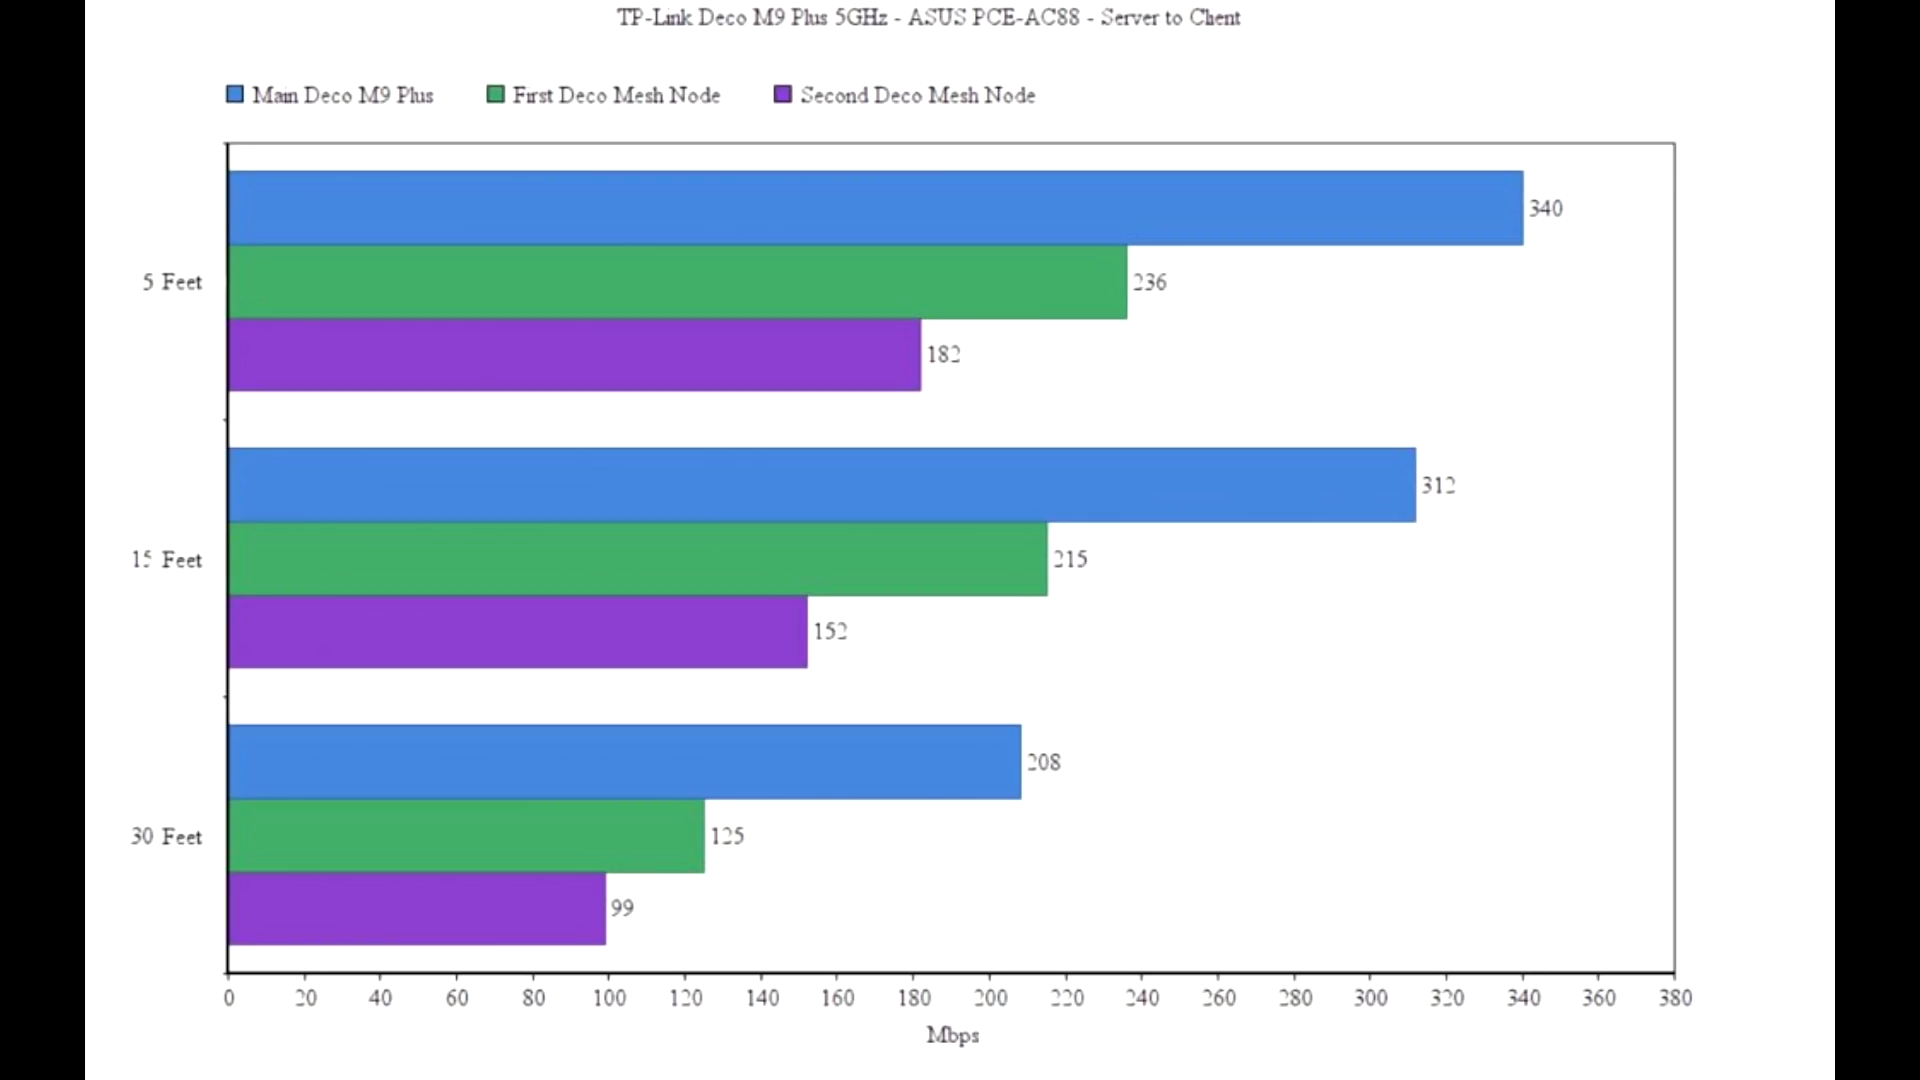 TP-Link Deco M9 Plus 5GHz - ASUS PCE-AC88 - Server to Client
Main Deco M9 Plus First Deco Mesh Node Second Deco Mesh Node
340
5 Feet 236
182
312
15 Feet 215
152
208
30 Feet 125
99
0 20 40 60 80 100 120 140 160 180 200 220 240 260 280 300 320 340 360 380
Mbps